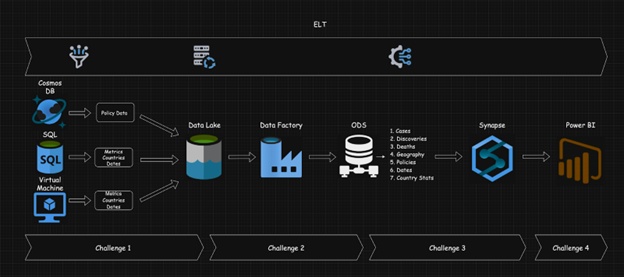 ELT
Cosmos
DB
Policy Data
SQL
SQL
Metrics
Countries
Dates
Virtual
Machine
Metrics
Countries
Dates
Data Lake
Data Factory
ODS
1. Cases
2. Discoveries
3. Deaths
4. Geography
5. Policies
6. Dates
7. Country Stats
Synapse
Power BI
Challenge 1
Challenge 2
Challenge 3
Challenge 4